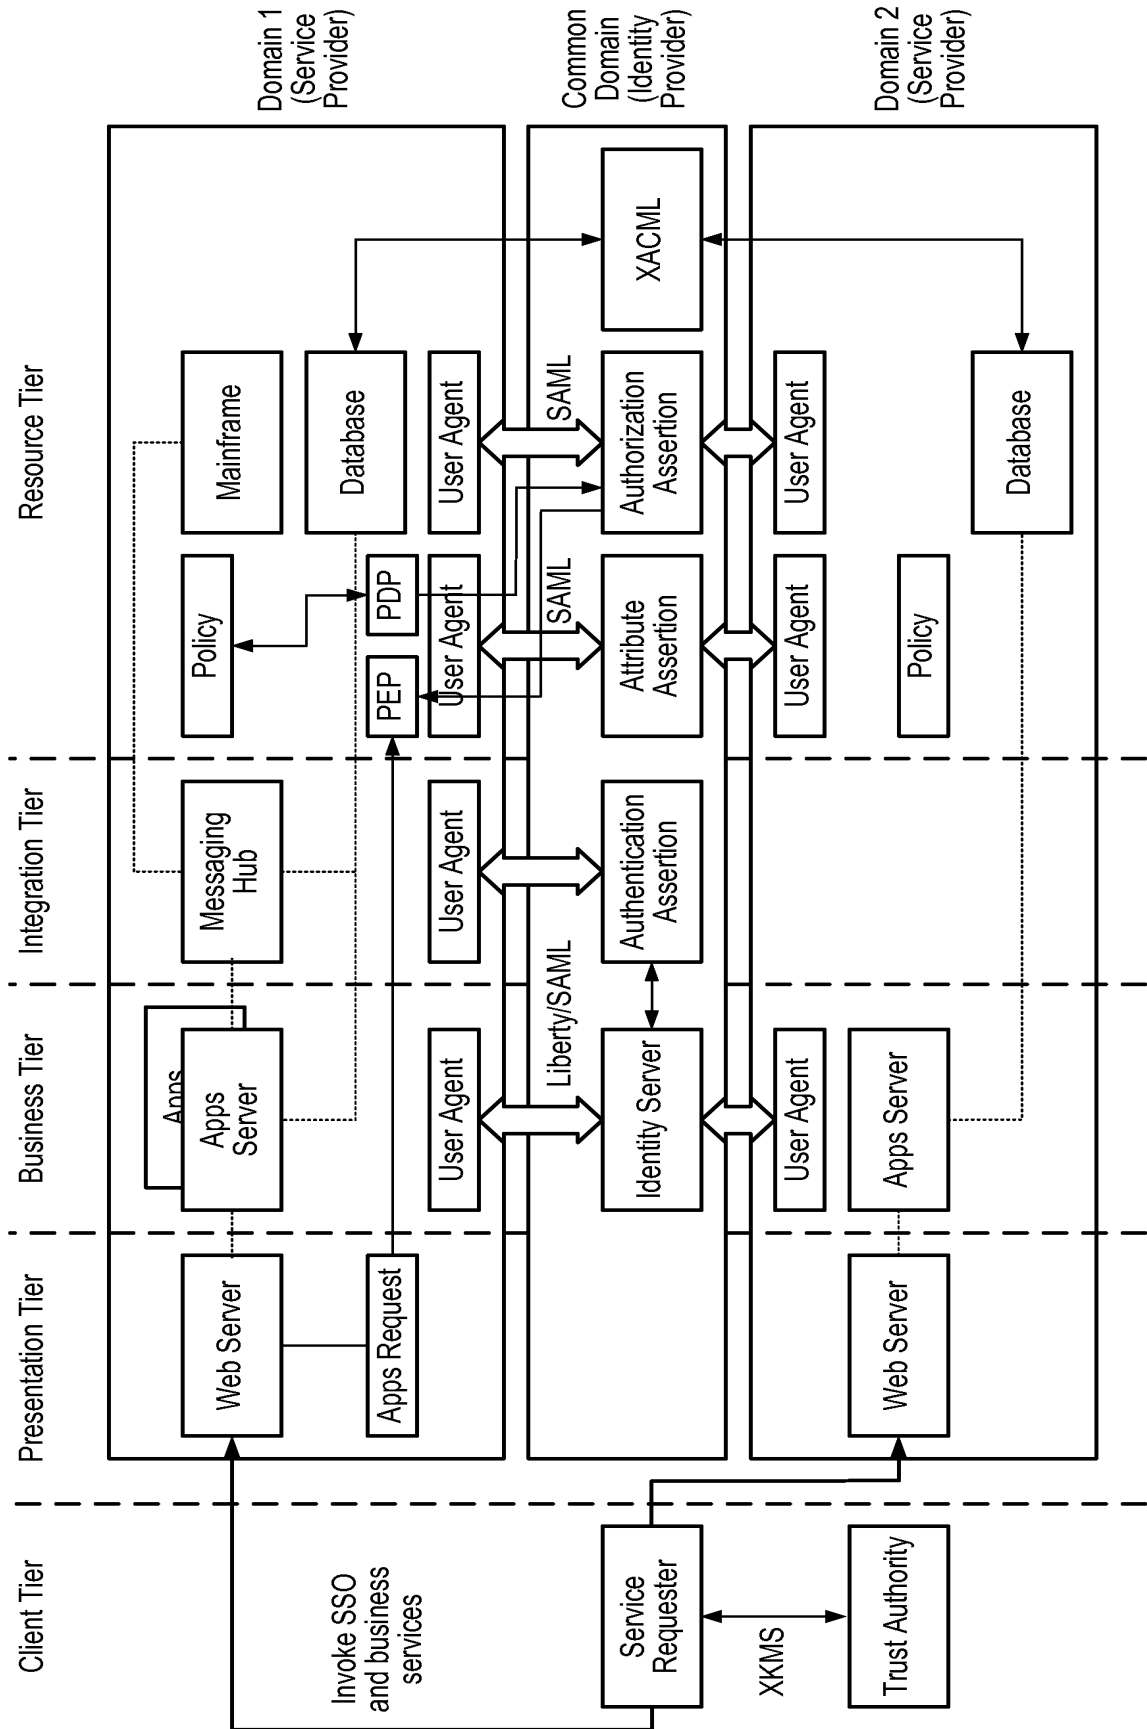 Client Tier
Presentation Tier
Business Tier
Integration Tier
Resource Tier
Domain 1
(Service
Provider)
Web Server
Apps
Apps
Server
Messaging
Hub
Policy
Mainframe
Database
Invoke SSO
and business
services
Apps Request
PEP
PDP
User Agent
User Agent
User Agent
User Agent
Liberty/SAML
SAML
SAML
Common
Domain
(Identity
Provider)
Service
Requester
Identity Server
Authentication
Assertion
Attribute
Assertion
Authorization
Assertion
XACML
XKMS
Domain 2
(Service
Provider)
User Agent
User Agent
User Agent
Trust Authority
Web Server
Apps Server
Policy
Database